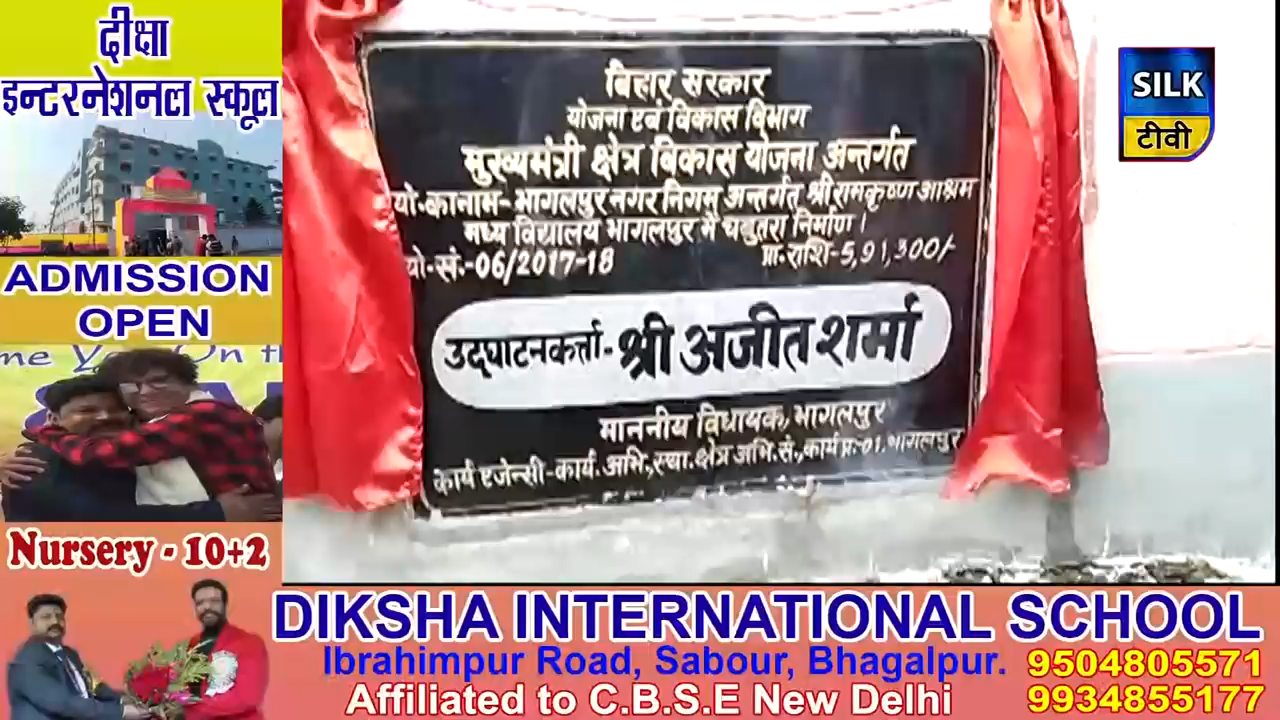 दीक्षा
इन्टरनेशनल स्कूल
ADMISSION
OPEN
Nursery - 10+2
बिहार सरकार
योजना एवं विकास विभाग
मुख्यमंत्री क्षेत्र विकास योजना अन्तर्गत
यो.का नाम- भागलपुर नगर निगम अन्तर्गत श्री रामकृष्ण आश्रम
मध्य विद्यालय भागलपुर में चबुतरा निर्माण।
यो.सं.-06/2017-18 प्रा.राशि-5,91,300/-
उद्घाटनकर्त्ता- श्री अजीत शर्मा
माननीय विधायक, भागलपुर
कार्य एजेन्सी-कार्य.अभि.,स्था.क्षेत्र अभि.सं.,कार्य प्र.-01.भागलपुर
SILK
टीवी
DIKSHA INTERNATIONAL SCHOOL
Ibrahimpur Road, Sabour, Bhagalpur. 9504805571
Affiliated to C.B.S.E New Delhi 9934855177